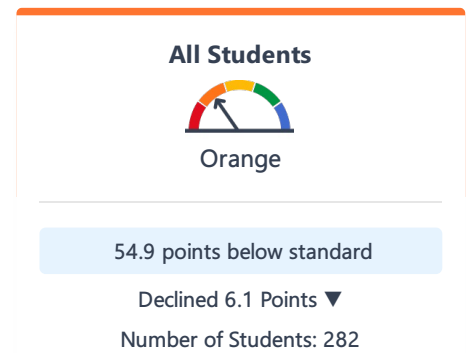 All Students
Orange
54.9 points below standard
Declined 6.1 Points ▼
Number of Students: 282